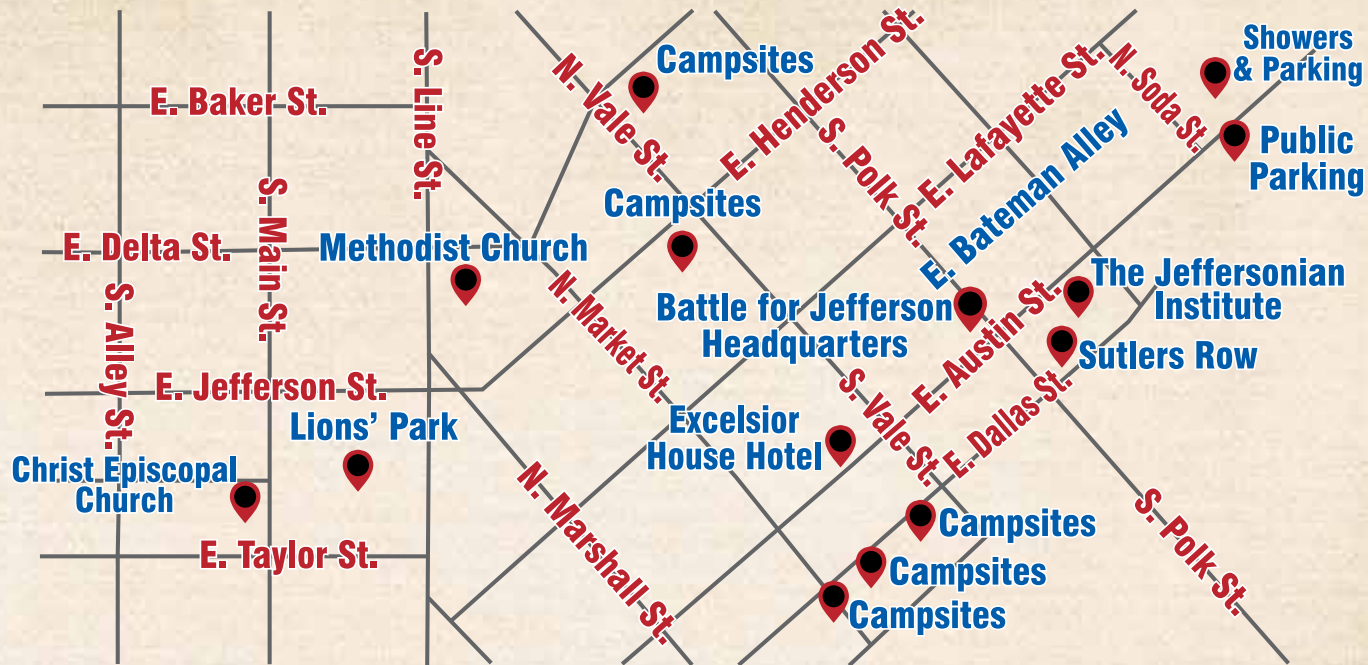 Showers
& Parking
Campsites
N. Vale St.
E. Henderson St.
S. Line St.
E. Baker St.
N. Soda St.
E. Lafayette St.
S. Polk St.
Public
Parking
E. Bateman Alley
Campsites
S. Main St.
E. Delta St.
Methodist Church
The Jeffersonian
Institute
N. Market St.
Battle for Jefferson
Headquarters
E. Austin St.
Sutlers Row
S. Alley St.
E. Jefferson St.
S. Vale St.
E. Dallas St.
Lions' Park
Excelsior
House Hotel
Christ Episcopal
Church
N. Marshall St.
S. Polk St.
Campsites
E. Taylor St.
Campsites
Campsites